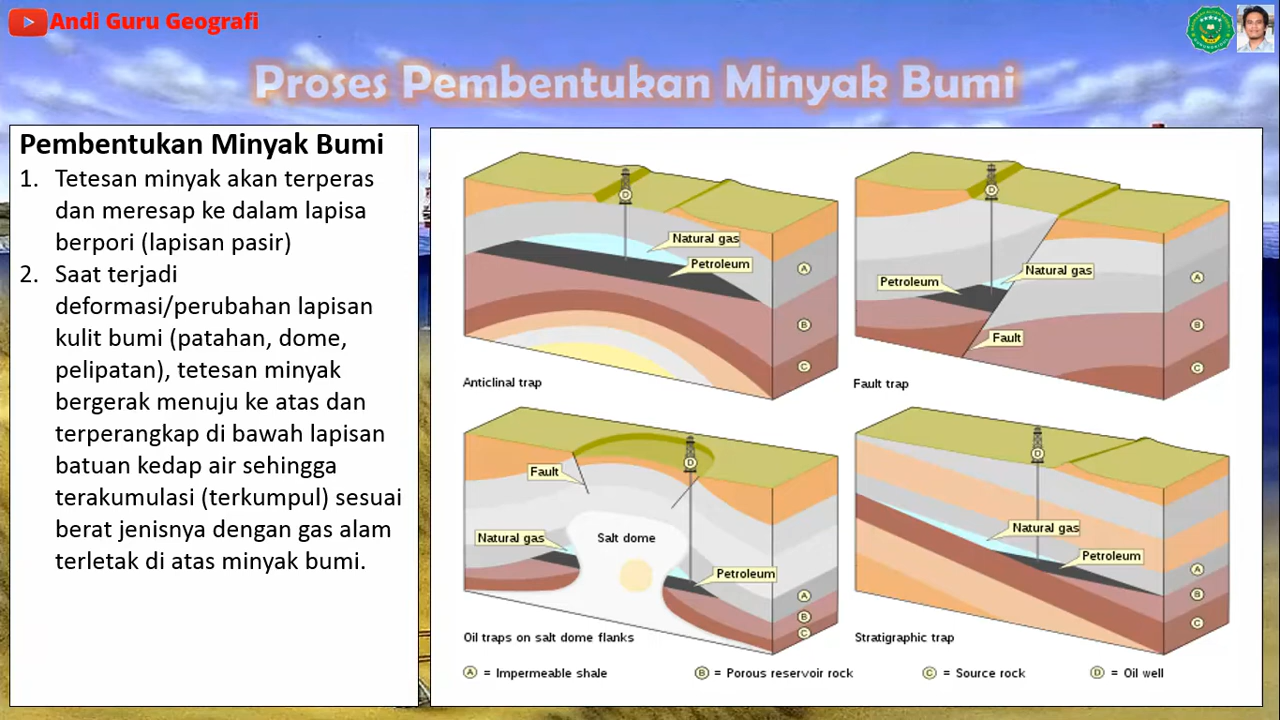 Andi Guru Geografi
Proses Pembentukan Minyak Bumi
Pembentukan Minyak Bumi
1. Tetesan minyak akan terperas
dan meresap ke dalam lapisa
berpori (lapisan pasir)
2. Saat terjadi
deformasi/perubahan lapisan
kulit bumi (patahan, dome,
pelipatan), tetesan minyak
bergerak menuju ke atas dan
terperangkap di bawah lapisan
batuan kedap air sehingga
terakumulasi (terkumpul) sesuai
berat jenisnya dengan gas alam
terletak di atas minyak bumi.
D
Natural gas
Petroleum
A
B
C
Anticlinal trap
D
Natural gas
Petroleum
Fault
A
B
C
Fault trap
D
Fault
Salt dome
Natural gas
Petroleum
A
B
C
Oil traps on salt dome flanks
D
Natural gas
Petroleum
A
B
C
Stratigraphic trap
A = Impermeable shale
B = Porous reservoir rock
C = Source rock
D = Oil well